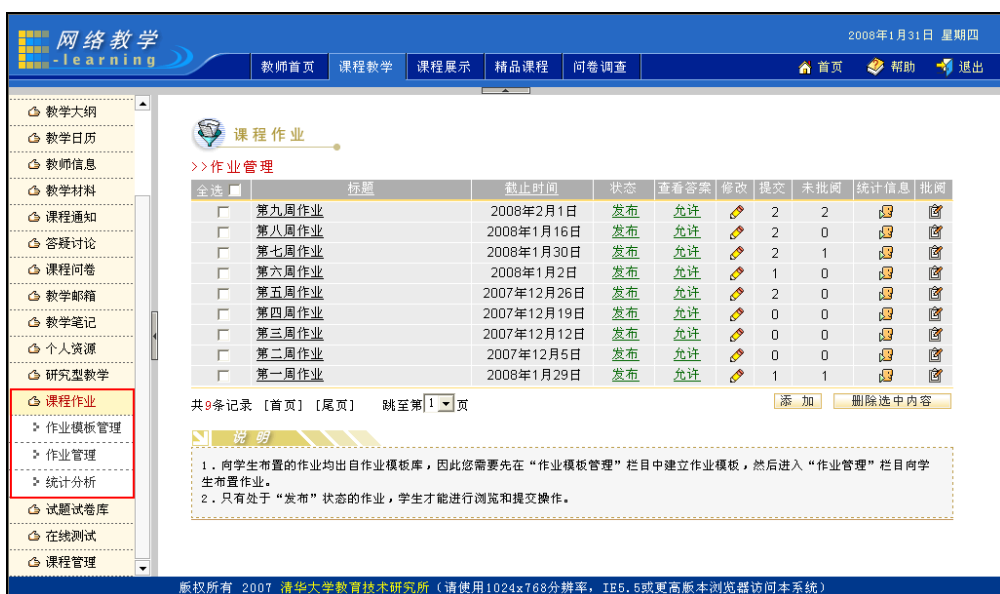 2008年1月31日 星期四
网络教学
-learning
教师首页 课程教学 课程展示 精品课程 问卷调查 首页 帮助 退出
教学大纲
教学日历
教师信息
教学材料
课程通知
答疑讨论
课程问卷
教学邮箱
教学笔记
个人资源
研究型教学
课程作业
作业模板管理
作业管理
统计分析
试题试卷库
在线测试
课程管理
课程作业
>>作业管理
全选 标题 截止时间 状态 查看答案 修改 提交 未批阅 统计信息 批阅
第九周作业 2008年2月1日 发布 允许 2 2
第八周作业 2008年1月16日 发布 允许 2 0
第七周作业 2008年1月30日 发布 允许 2 1
第六周作业 2008年1月2日 发布 允许 1 0
第五周作业 2007年12月26日 发布 允许 2 0
第四周作业 2007年12月19日 发布 允许 0 0
第三周作业 2007年12月12日 发布 允许 0 0
第二周作业 2007年12月5日 发布 允许 0 0
第一周作业 2008年1月29日 发布 允许 1 1
共9条记录 [首页] [尾页] 跳至第 1 页 添 加 删除选中内容
说 明
1．向学生布置的作业均出自作业模板库，因此您需要先在“作业模板管理”栏目中建立作业模板，然后进入“作业管理”栏目向学
生布置作业。
2．只有处于“发布”状态的作业，学生才能进行浏览和提交操作。
版权所有 2007 清华大学教育技术研究所（请使用1024x768分辨率，IE5.5或更高版本浏览器访问本系统）